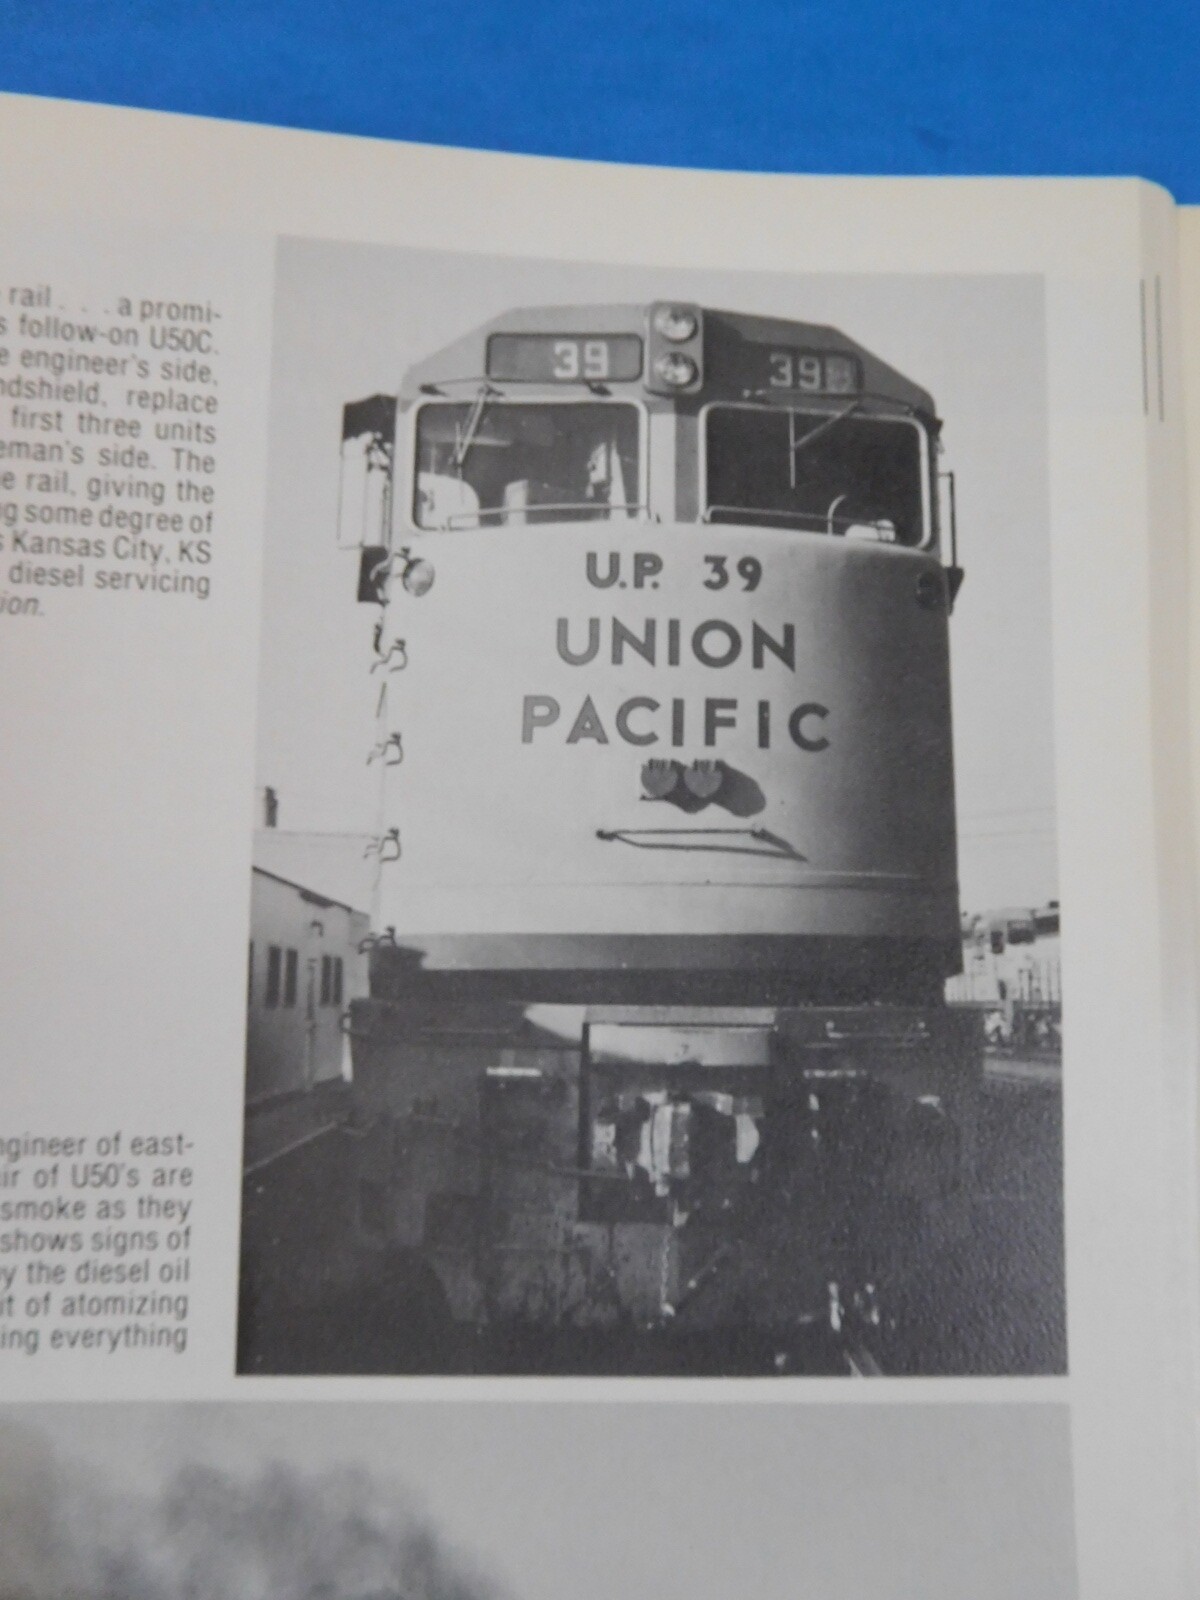 rail . . . a promi-
s follow-on U50C.
e engineer's side,
ndshield, replace
first three units
eman's side. The
e rail, giving the
ng some degree of
s Kansas City, KS
diesel servicing
ion.
39
39
U.P. 39
UNION
PACIFIC
ngineer of east-
ir of U50's are
smoke as they
shows signs of
y the diesel oil
it of atomizing
ing everything